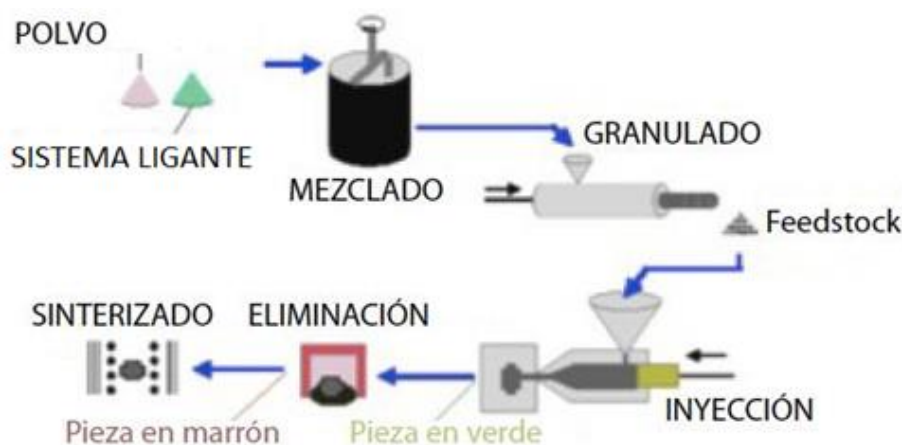 POLVO
SISTEMA LIGANTE
MEZCLADO
GRANULADO
Feedstock
SINTERIZADO
ELIMINACIÓN
INYECCIÓN
Pieza en marrón
Pieza en verde